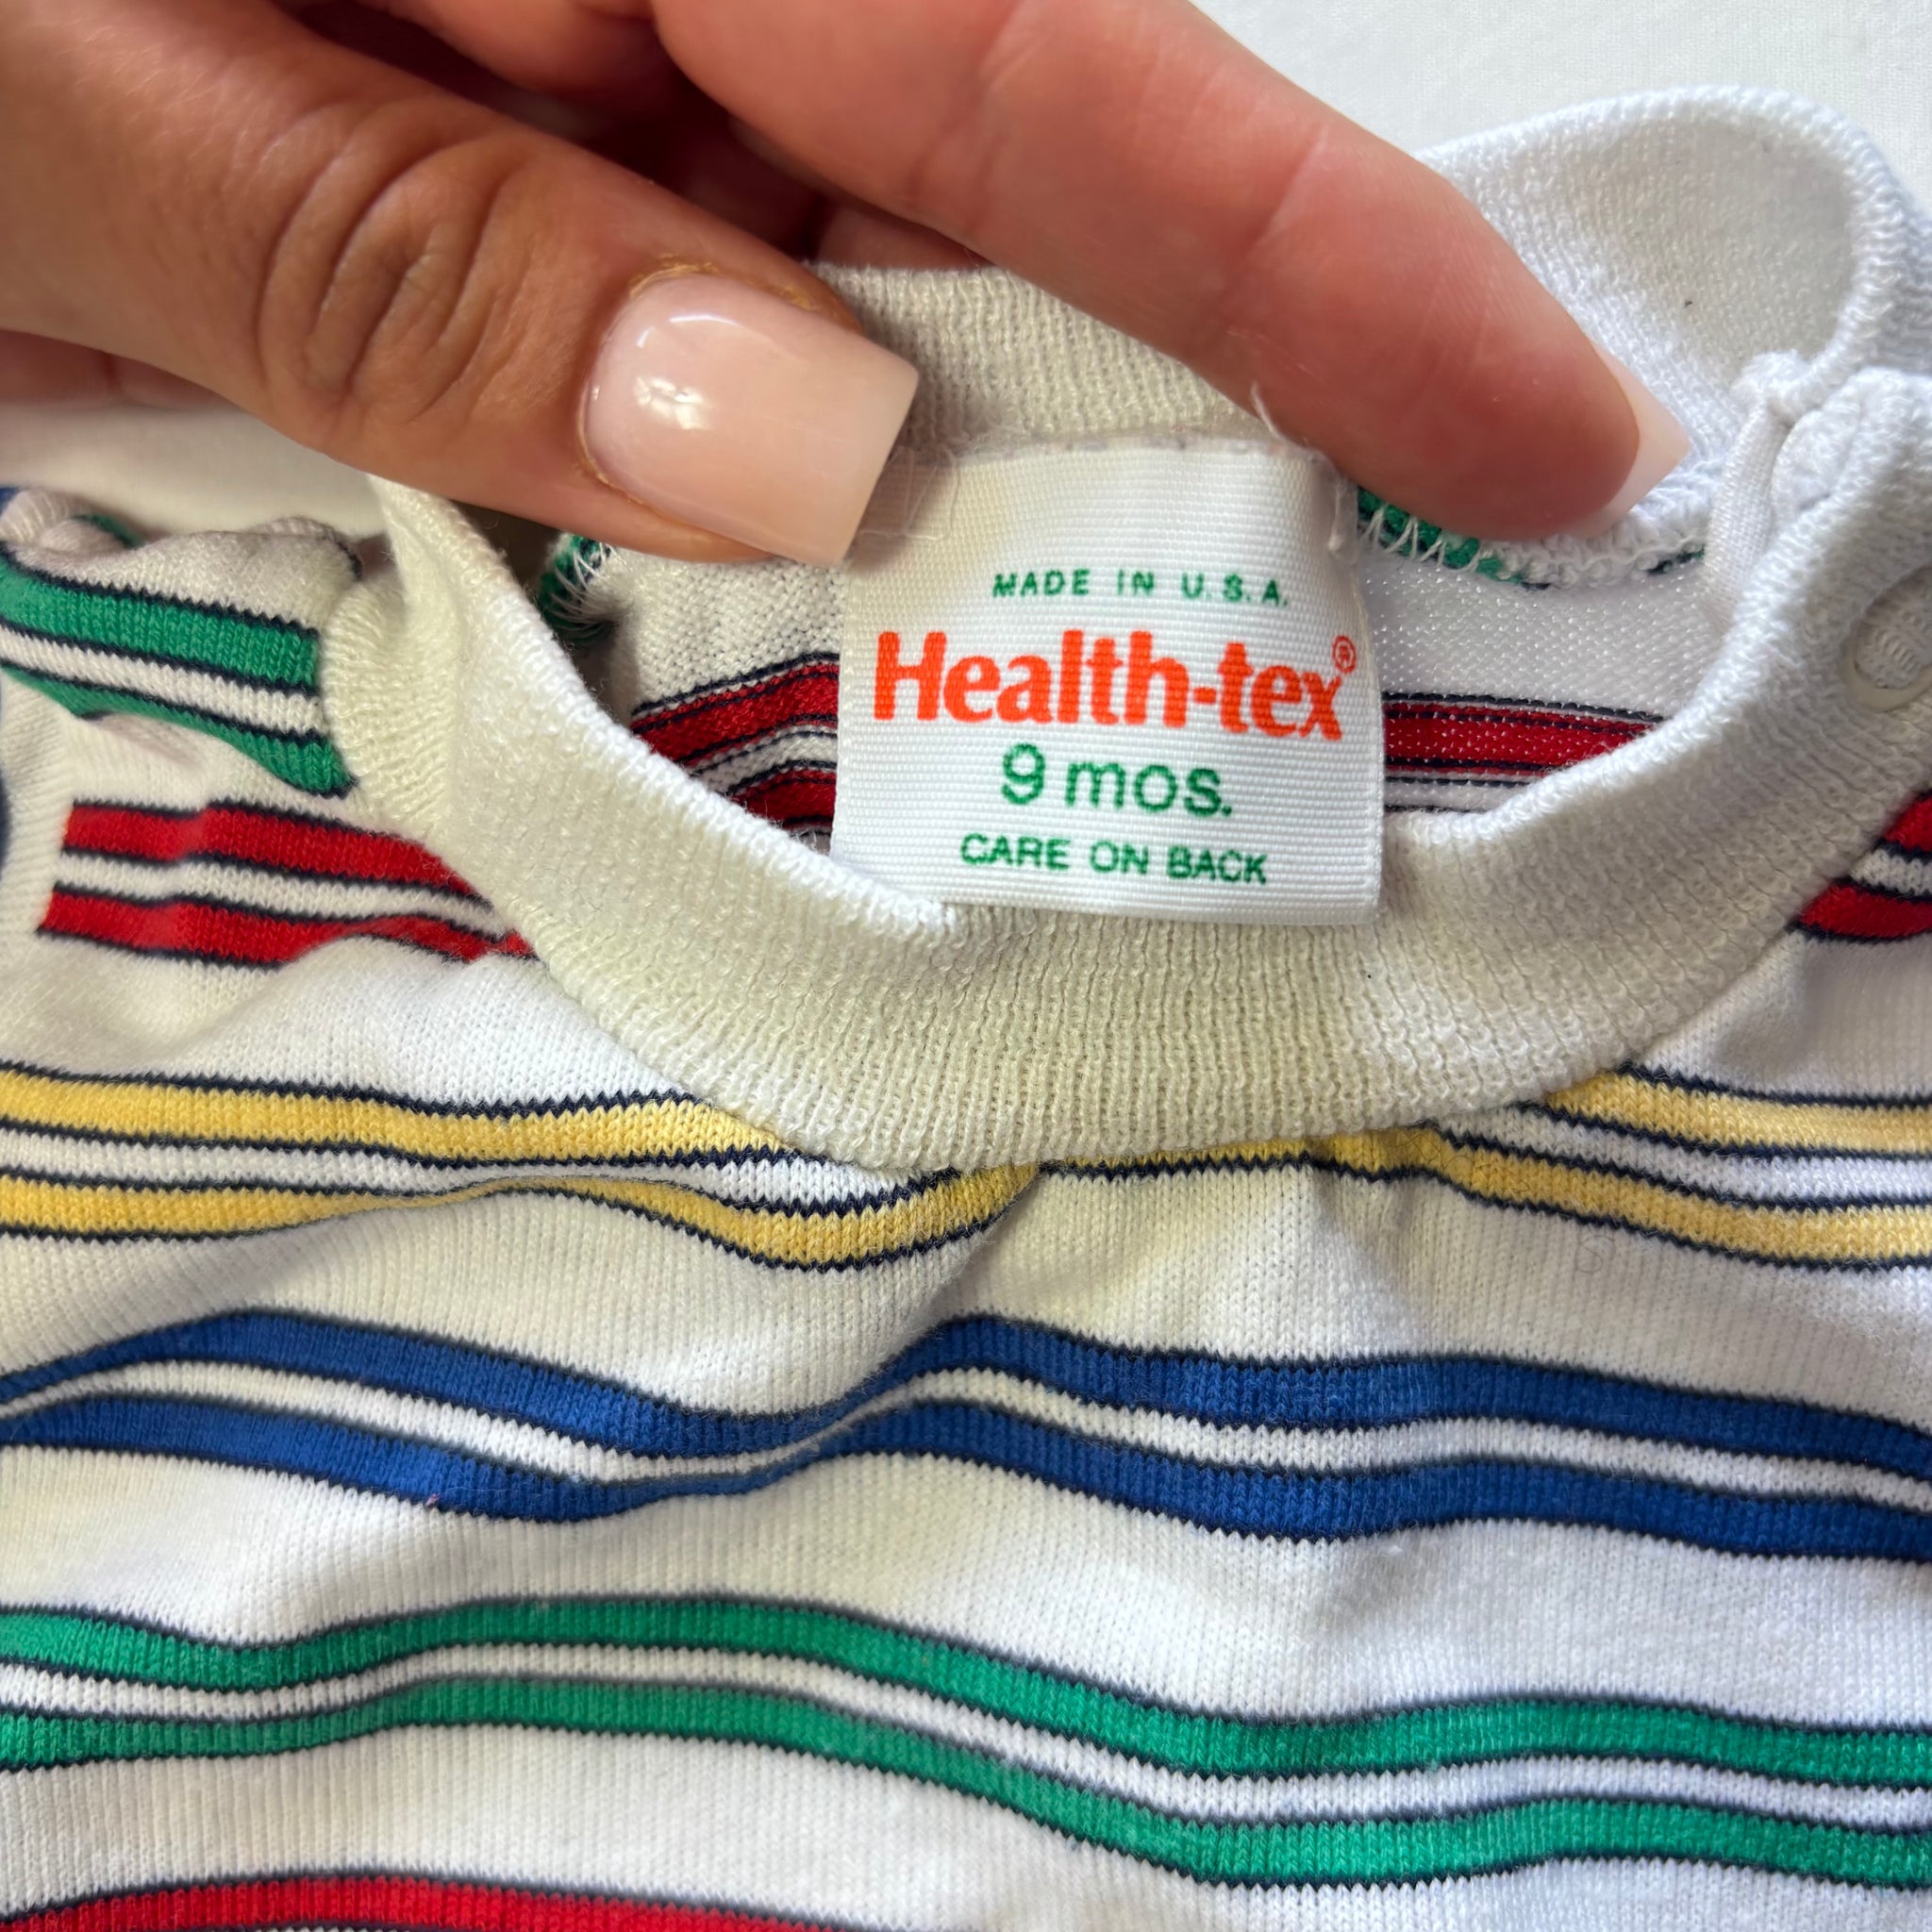 MADE IN U.S.A.
Health-tex®
9 mos.
CARE ON BACK